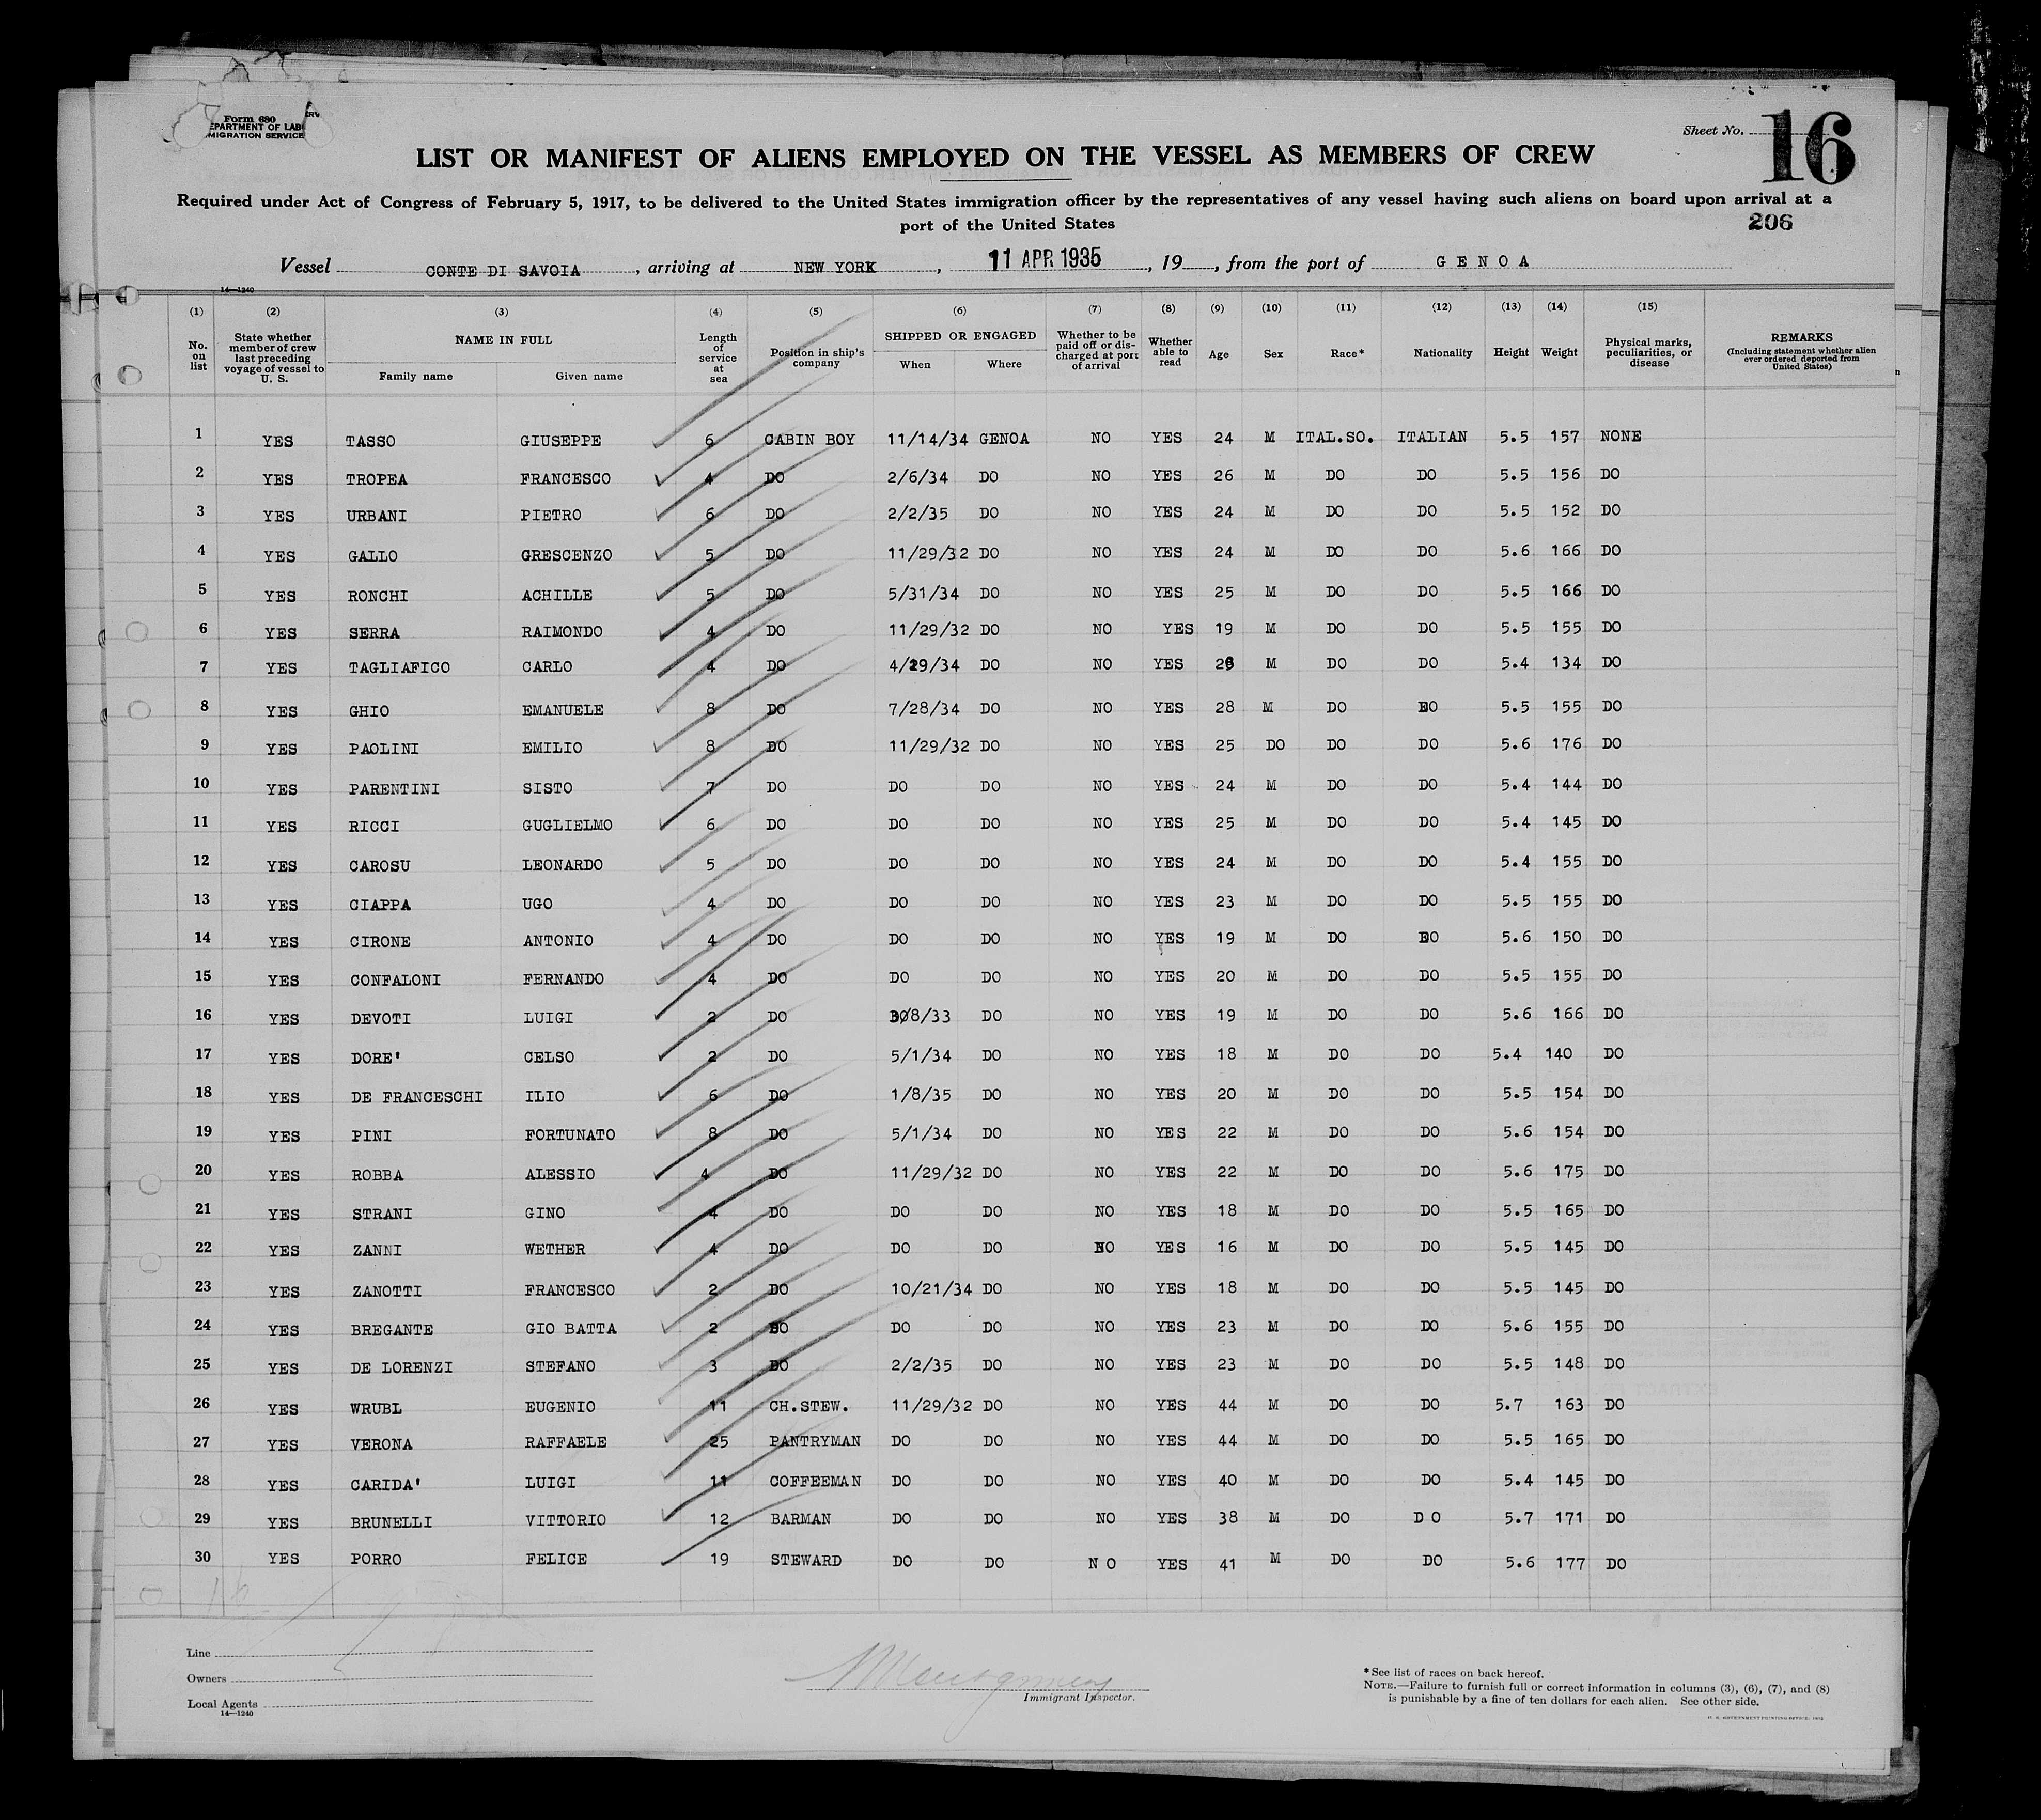 Form 680
EPARTMENT OF LAB
MIGRATION SERVICE
Sheet No. 16
LIST OR MANIFEST OF ALIENS EMPLOYED ON THE VESSEL AS MEMBERS OF CREW
Required under Act of Congress of February 5, 1917, to be delivered to the United States immigration officer by the representatives of any vessel having such aliens on board upon arrival at a
port of the United States
206
Vessel CONTE DI SAVOIA, arriving at NEW YORK, 11 APR 1935, 19, from the port of GENOA
14—1240
(1) (2) (3) (4) (5) (6) (7) (8) (9) (10) (11) (12) (13) (14) (15)
No. on list
State whether member of crew last preceding voyage of vessel to U. S.
NAME IN FULL
Family name
Given name
Length of service at sea
Position in ship's company
SHIPPED OR ENGAGED
When
Where
Whether to be paid off or discharged at port of arrival
Whether able to read
Age
Sex
Race*
Nationality
Height
Weight
Physical marks, peculiarities, or disease
REMARKS
(Including statement whether alien ever ordered deported from United States)
1 YES TASSO GIUSEPPE 6 CABIN BOY 11/14/34 GENOA NO YES 24 M ITAL.SO. ITALIAN 5.5 157 NONE
2 YES TROPEA FRANCESCO 4 DO 2/6/34 DO NO YES 26 M DO DO 5.5 156 DO
3 YES URBANI PIETRO 6 DO 2/2/35 DO NO YES 24 M DO DO 5.5 152 DO
4 YES GALLO GRESCENZO 5 DO 11/29/32 DO NO YES 24 M DO DO 5.6 166 DO
5 YES RONCHI ACHILLE 5 DO 5/31/34 DO NO YES 25 M DO DO 5.5 166 DO
6 YES SERRA RAIMONDO 4 DO 11/29/32 DO NO YES 19 M DO DO 5.5 155 DO
7 YES TAGLIAFICO CARLO 4 DO 4/29/34 DO NO YES M DO DO 5.4 134 DO
8 YES GHIO EMANUELE 8 DO 7/28/34 DO NO YES 28 M DO DO 5.5 155 DO
9 YES PAOLINI EMILIO 8 DO 11/29/32 DO NO YES 25 DO DO DO 5.6 176 DO
10 YES PARENTINI SISTO 7 DO DO DO NO YES 24 M DO DO 5.4 144 DO
11 YES RICCI GUGLIELMO 6 DO DO DO NO YES 25 M DO DO 5.4 145 DO
12 YES CAROSU LEONARDO 5 DO DO DO NO YES 24 M DO DO 5.4 155 DO
13 YES CIAPPA UGO 4 DO DO DO NO YES 23 M DO DO 5.5 155 DO
14 YES CIRONE ANTONIO 4 DO DO DO NO YES 19 M DO DO 5.6 150 DO
15 YES CONFALONI FERNANDO 4 DO DO DO NO YES 20 M DO DO 5.5 155 DO
16 YES DEVOTI LUIGI 2 DO DO NO YES 19 M DO DO 5.6 166 DO
17 YES DORE' CELSO 2 DO 5/1/34 DO NO YES 18 M DO DO 5.4 140 DO
18 YES DE FRANCESCHI ILIO 6 DO 1/8/35 DO NO YES 20 M DO DO 5.5 154 DO
19 YES PINI FORTUNATO 8 DO 5/1/34 DO NO YES 22 M DO DO 5.6 154 DO
20 YES ROBBA ALESSIO 4 DO 11/29/32 DO NO YES 22 M DO DO 5.6 175 DO
21 YES STRANI GINO 4 DO DO DO NO YES 18 M DO DO 5.5 165 DO
22 YES ZANNI WETHER 4 DO DO DO NO YES 16 M DO DO 5.5 145 DO
23 YES ZANOTTI FRANCESCO 2 DO 10/21/34 DO NO YES 18 M DO DO 5.5 145 DO
24 YES BREGANTE GIO BATTA 2 DO DO DO NO YES 23 M DO DO 5.6 155 DO
25 YES DE LORENZI STEFANO 3 DO 2/2/35 DO NO YES 23 M DO DO 5.5 148 DO
26 YES WRUBL EUGENIO 11 CH.STEW. 11/29/32 DO NO YES 44 M DO DO 5.7 163 DO
27 YES VERONA RAFFAELE 25 PANTRYMAN DO DO NO YES 44 M DO DO 5.5 165 DO
28 YES CARIDA' LUIGI 11 COFFEEMAN DO DO NO YES 40 M DO DO 5.4 145 DO
29 YES BRUNELLI VITTORIO 12 BARMAN DO DO NO YES 38 M DO D O 5.7 171 DO
30 YES PORRO FELICE 19 STEWARD DO DO N O YES 41 M DO DO 5.6 177 DO
Line
Owners
Local Agents
14—1240
Montgomery
Immigrant Inspector.
*See list of races on back hereof.
NOTE.—Failure to furnish full or correct information in columns (3), (6), (7), and (8)
is punishable by a fine of ten dollars for each alien. See other side.